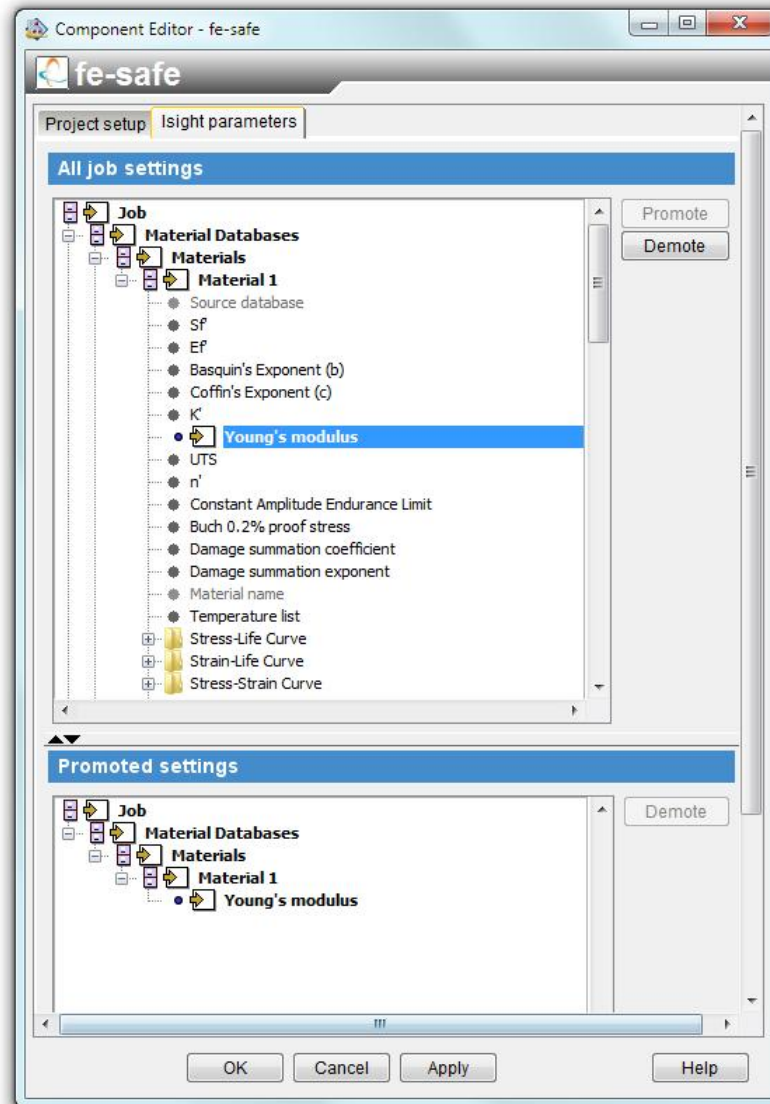 Component Editor - fe-safe
fe-safe
Project setup Isight parameters
All job settings
Job
Promote
Material Databases
Demote
Materials
Material 1
Source database
Sf'
Ef'
Basquin's Exponent (b)
Coffin's Exponent (c)
K'
Young's modulus
UTS
n'
Constant Amplitude Endurance Limit
Buch 0.2% proof stress
Damage summation coefficient
Damage summation exponent
Material name
Temperature list
Stress-Life Curve
Strain-Life Curve
Stress-Strain Curve
Promoted settings
Job
Demote
Material Databases
Materials
Material 1
Young's modulus
OK Cancel Apply Help